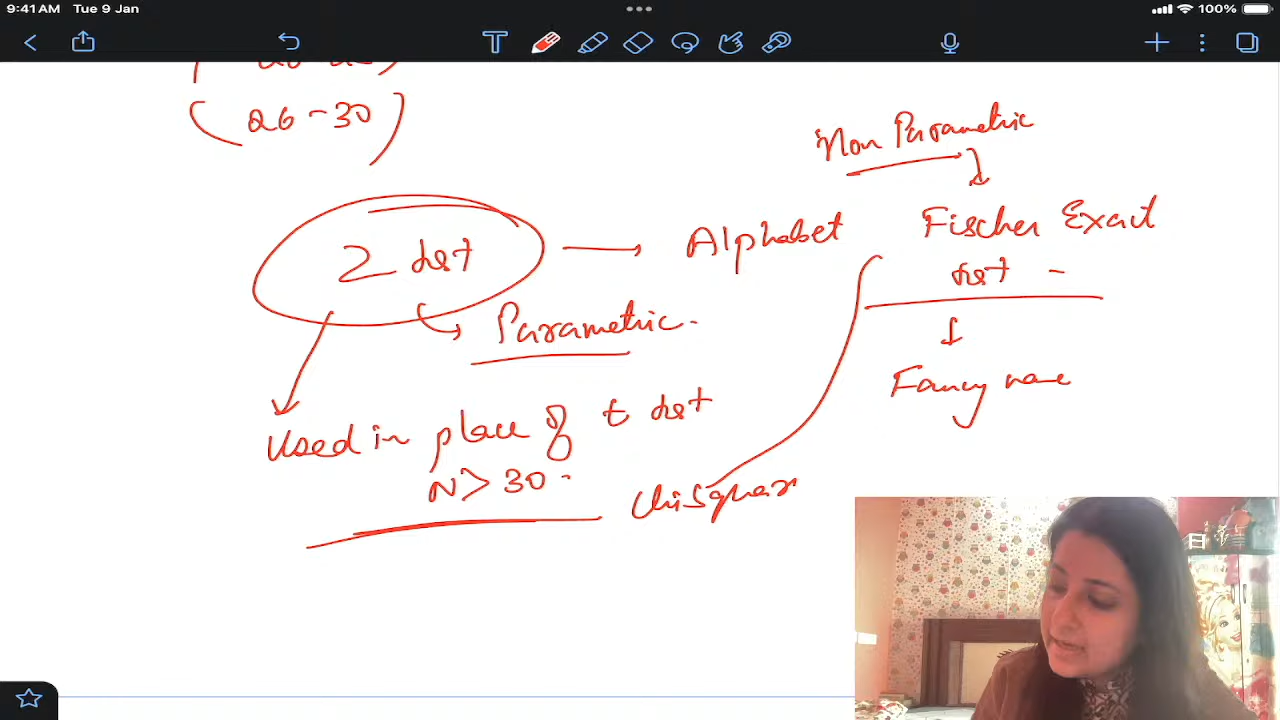 9:41 AM Tue 9 Jan
100%
(26-30)
Non Parametric
Z test
Alphabet
Fischer Exact
test -
Parametric.
Fancy name
Used in place of t test
N > 30 -
Chisquare